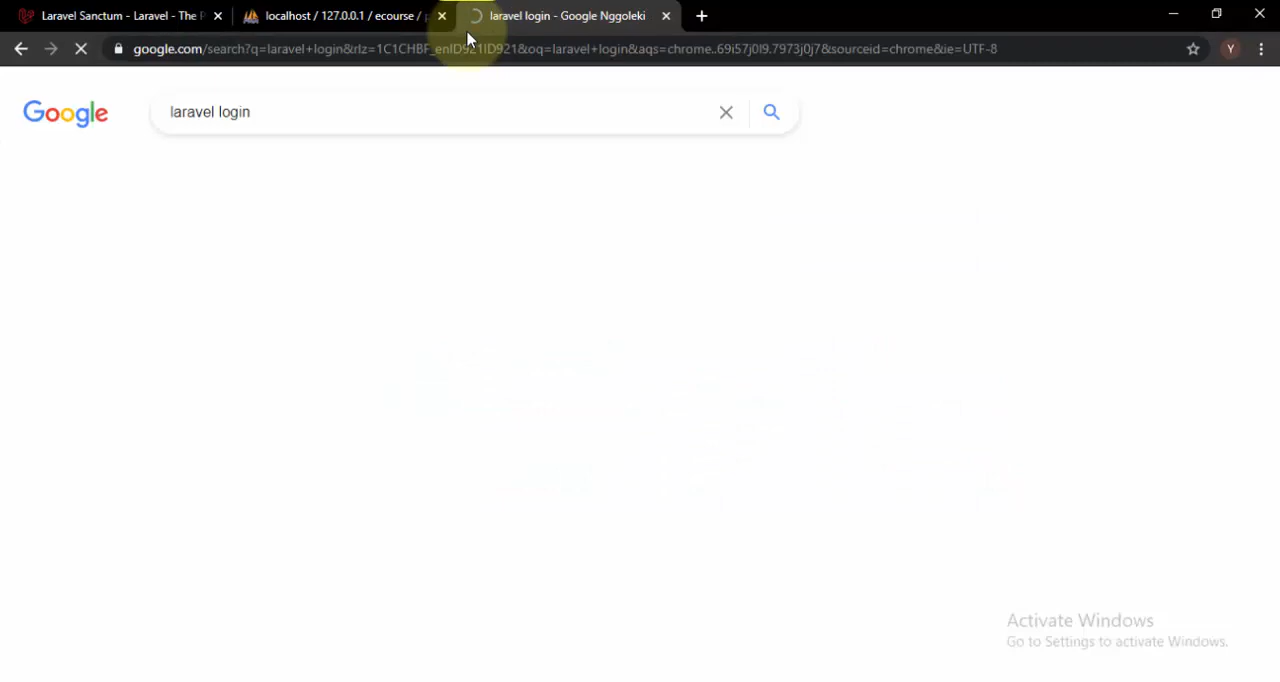 Laravel Sanctum - Laravel - The P
localhost / 127.0.0.1 / ecourse /
laravel login - Google Nggoleki
google.com/search?q=laravel+login&rlz=1C1CHBF_enID921ID921&oq=laravel+login&aqs=chrome..69i57j0l9.7973j0j7&sourceid=chrome&ie=UTF-8
Y
Google
laravel login
Activate Windows
Go to Settings to activate Windows.